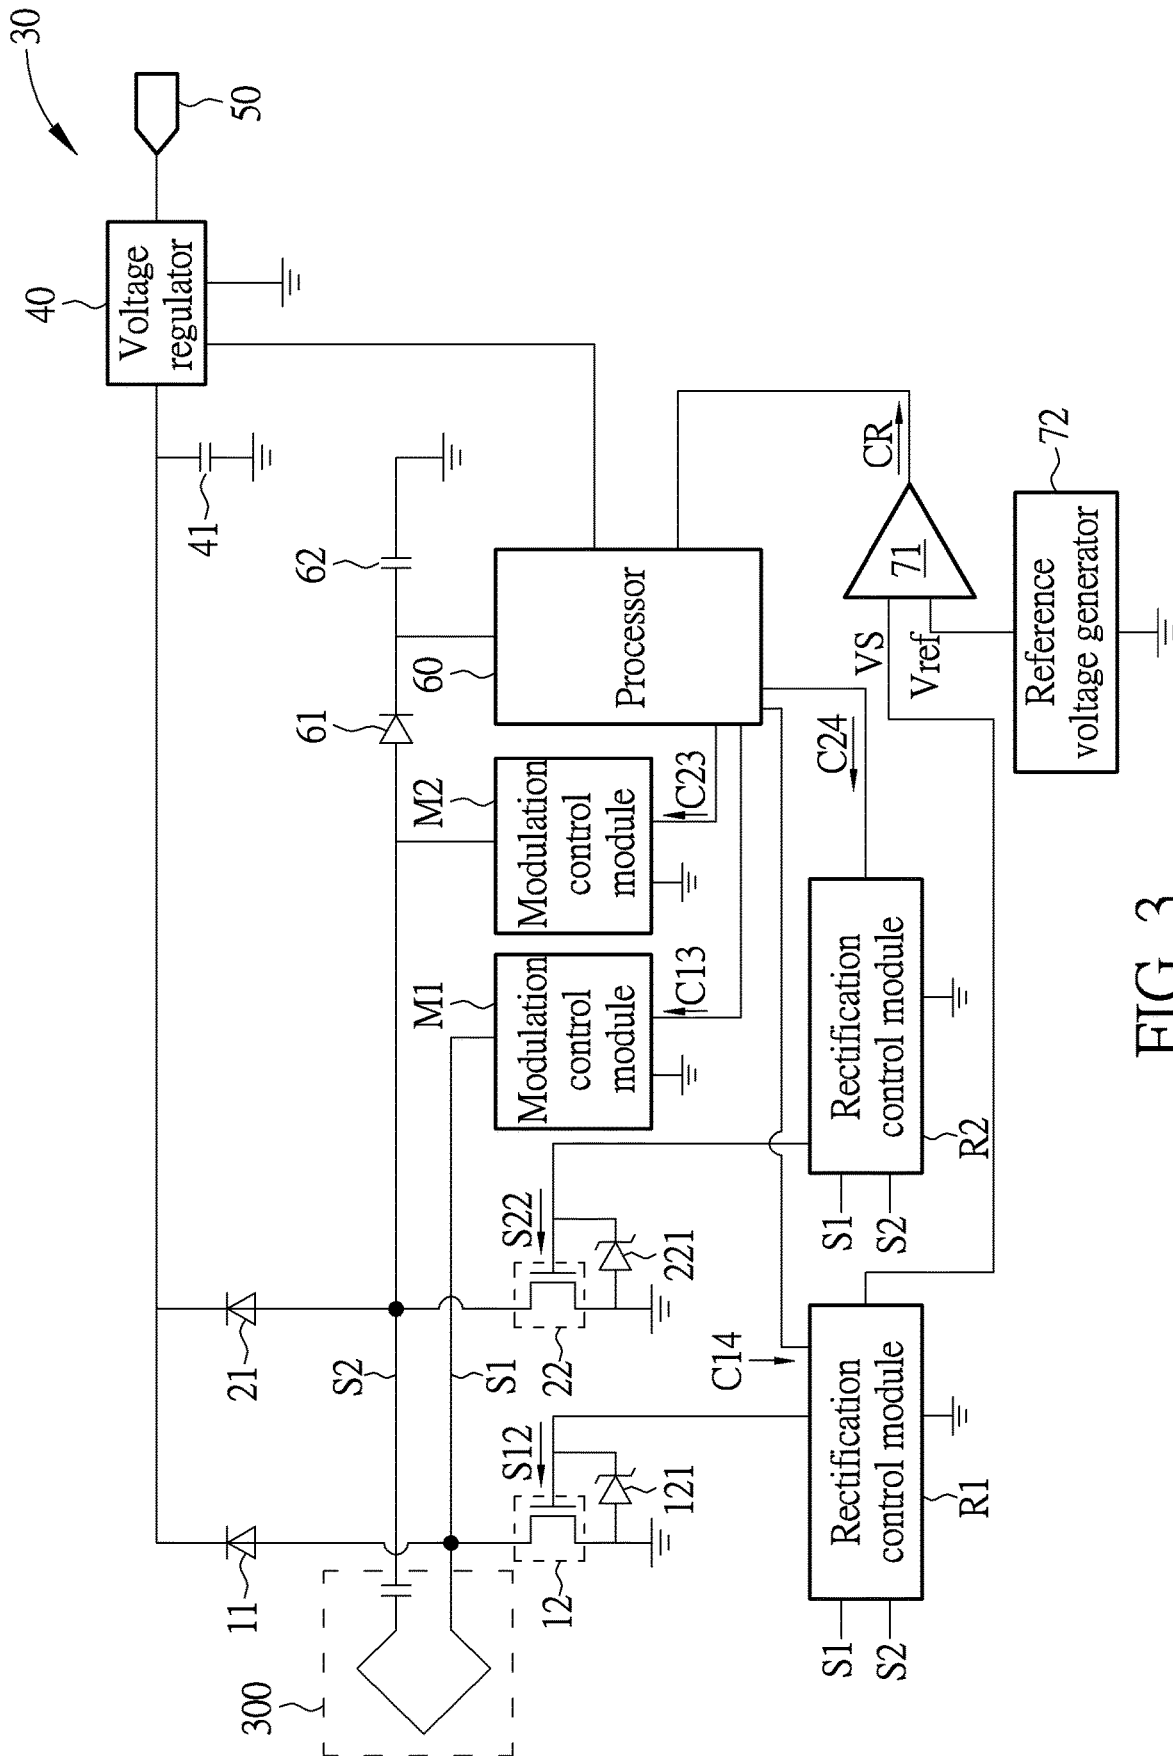 30
50
40
Voltage
regulator
41
62
61
60
Processor
CR
71
VS
Vref
72
Reference
voltage generator
M2
Modulation
control
module
C23
M1
Modulation
control
module
C13
C24
21
S2
S1
S22
22
221
Rectification
control module
R2
S1
S2
11
300
S12
12
121
C14
Rectification
control module
R1
S1
S2
FIG. 3